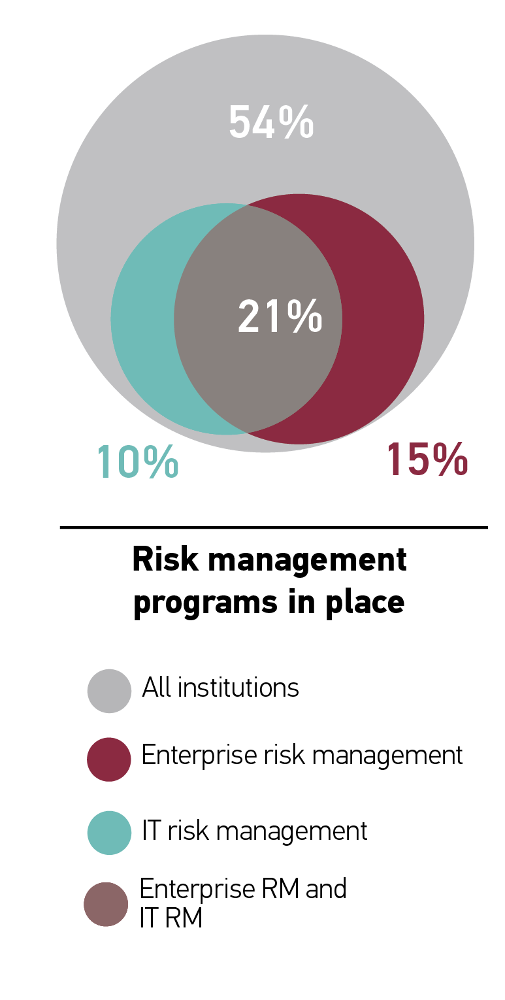 54%
21%
10%
15%
Risk management
programs in place
All institutions
Enterprise risk management
IT risk management
Enterprise RM and
IT RM